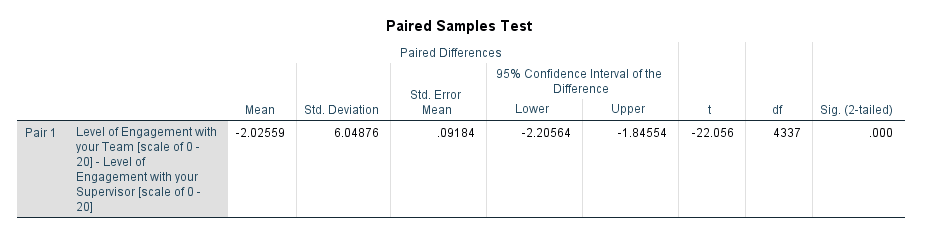 Paired Samples Test
Paired Differences
95% Confidence Interval of the
Difference
Mean Std. Deviation Std. Error
Mean Lower Upper t df Sig. (2-tailed)
Pair 1 Level of Engagement with -2.02559 6.04876 .09184 -2.20564 -1.84554 -22.056 4337 .000
your Team [scale of 0 -
20] - Level of
Engagement with your
Supervisor [scale of 0 -
20]